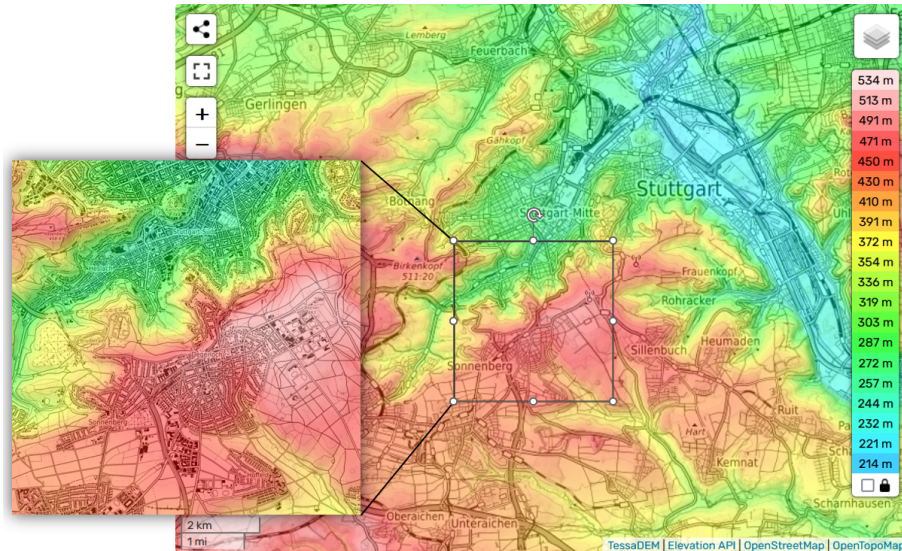 Lemberg
Feuerbach
Gerlingen
+
−
Gähkopf
Stuttgart
Botnang
Stuttgart-Mitte
Birkenkopf
511·20
Frauenkopf
Rohracker
Heumaden
Sillenbuch
Sonnenberg
Sonnenberg
Ruit
Hart
Kemnat
Scharnhausen
Oberaichen
Unteraichen
2 km
1 mi
534 m
513 m
491 m
471 m
450 m
430 m
410 m
391 m
372 m
354 m
336 m
319 m
303 m
287 m
272 m
257 m
244 m
232 m
221 m
214 m
TessaDEM | Elevation API | OpenStreetMap | OpenTopoMap